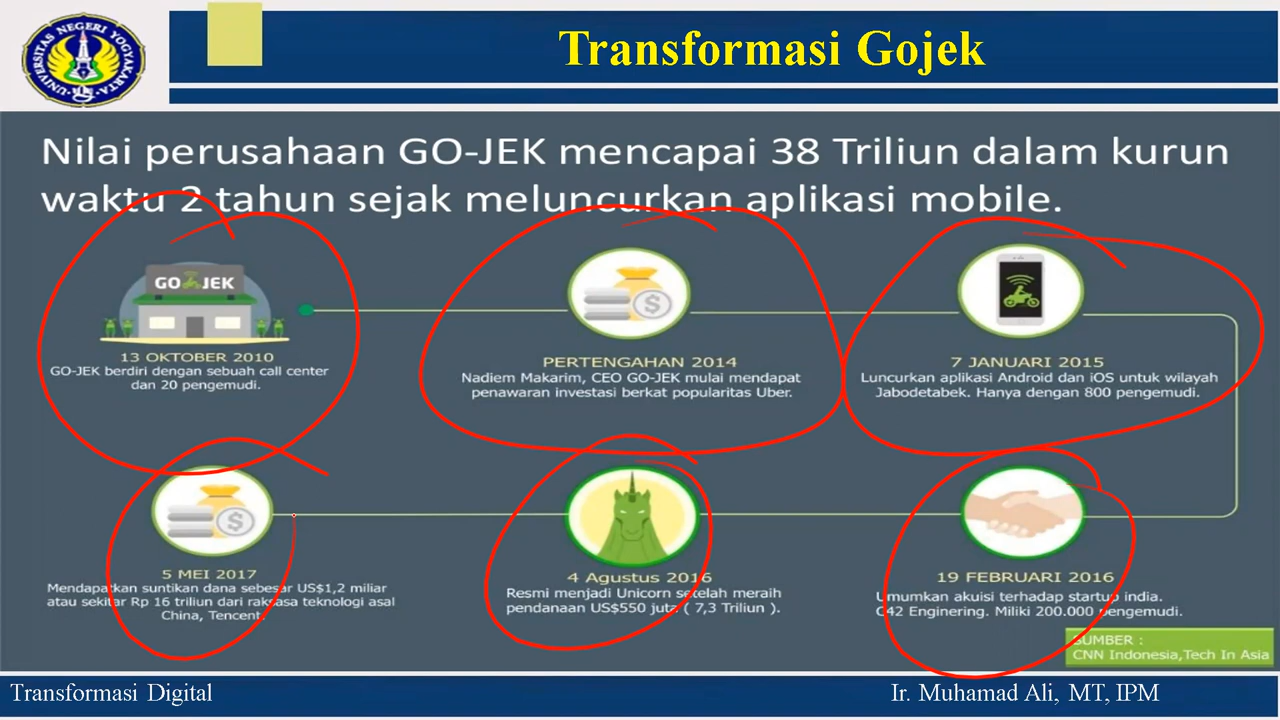 UNIVERSITAS NEGERI YOGYAKARTA
Transformasi Gojek
Nilai perusahaan GO-JEK mencapai 38 Triliun dalam kurun
waktu 2 tahun sejak meluncurkan aplikasi mobile.
GO JEK
13 OKTOBER 2010
GO-JEK berdiri dengan sebuah call center
dan 20 pengemudi.
PERTENGAHAN 2014
Nadiem Makarim, CEO GO-JEK mulai mendapat
penawaran investasi berkat popularitas Uber.
7 JANUARI 2015
Luncurkan aplikasi Android dan iOS untuk wilayah
Jabodetabek. Hanya dengan 800 pengemudi.
5 MEI 2017
Mendapatkan suntikan dana sebesar US$1,2 miliar
atau sekitar Rp 16 triliun dari raksasa teknologi asal
China, Tencent.
4 Agustus 2016
Resmi menjadi Unicorn setelah meraih
pendanaan US$550 juta ( 7,3 Triliun ).
19 FEBRUARI 2016
Umumkan akuisi terhadap startup india.
C42 Enginering. Miliki 200.000 pengemudi.
SUMBER :
CNN Indonesia,Tech In Asia
Transformasi Digital
Ir. Muhamad Ali, MT, IPM